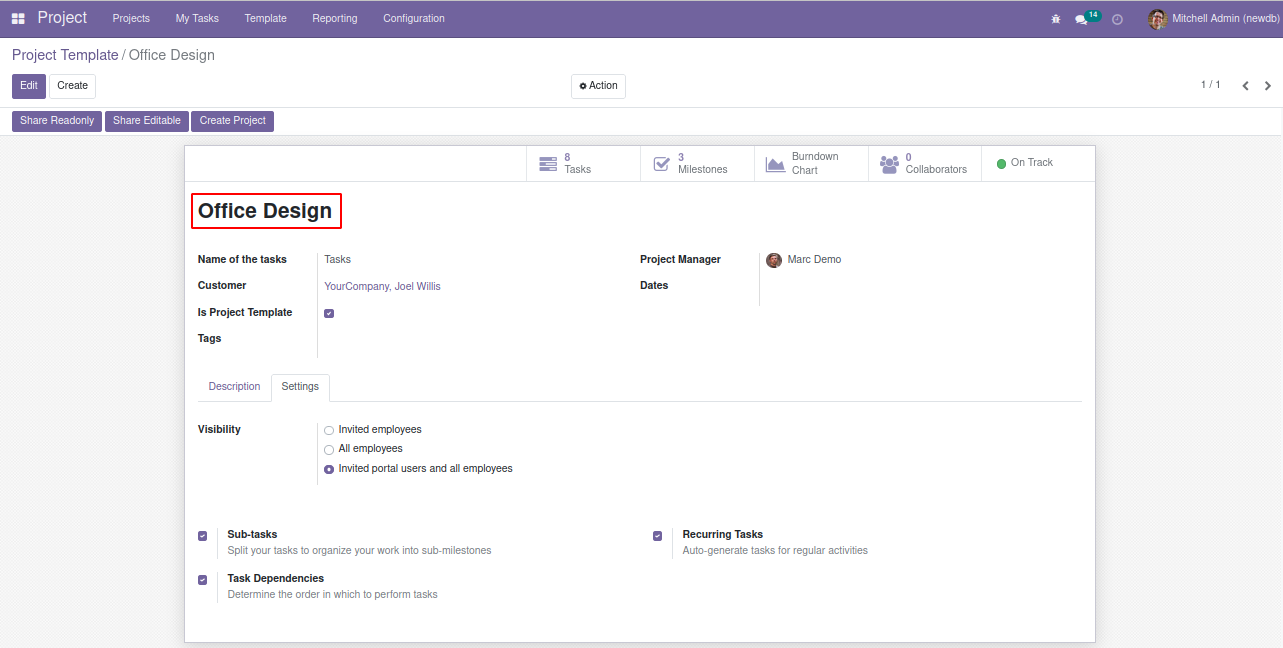 Project Projects My Tasks Template Reporting Configuration 14 Mitchell Admin (newdb)
Project Template / Office Design
Edit Create Action 1 / 1
Share Readonly Share Editable Create Project
8 Tasks
3 Milestones
Burndown Chart
0 Collaborators
On Track
Office Design
Name of the tasks Tasks
Customer YourCompany, Joel Willis
Is Project Template
Tags
Project Manager Marc Demo
Dates
Description Settings
Visibility Invited employees
All employees
Invited portal users and all employees
Sub-tasks
Split your tasks to organize your work into sub-milestones
Recurring Tasks
Auto-generate tasks for regular activities
Task Dependencies
Determine the order in which to perform tasks